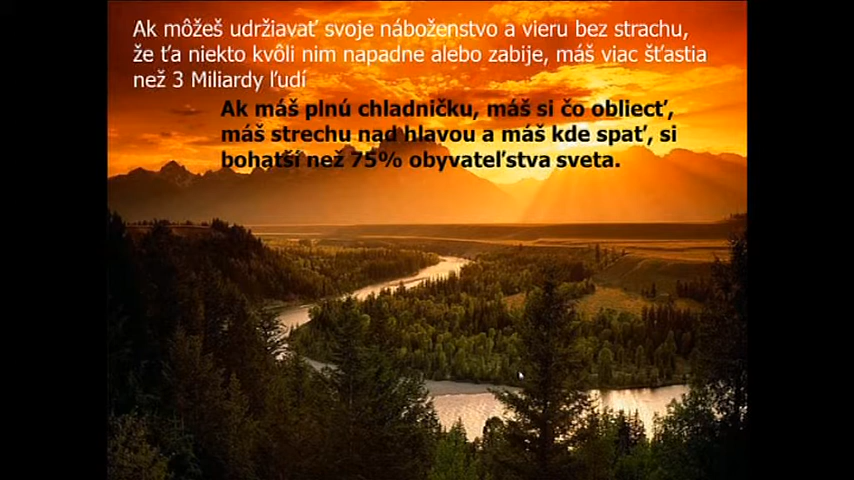 Ak môžeš udržiavať svoje náboženstvo a vieru bez strachu,
že ťa niekto kvôli nim napadne alebo zabije, máš viac šťastia
než 3 Miliardy ľudí
Ak máš plnú chladničku, máš si čo obliecť,
máš strechu nad hlavou a máš kde spať, si
bohatší než 75% obyvateľstva sveta.